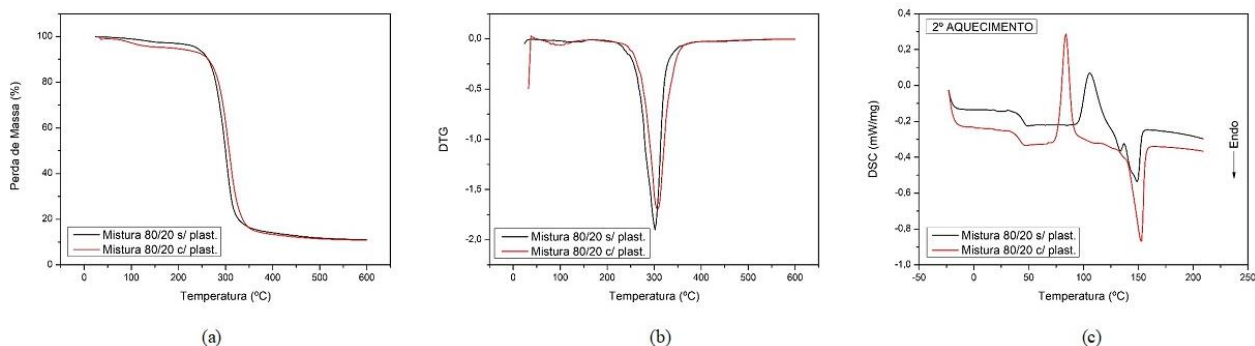 Perda de Massa (%)
100
80
60
40
20
0
Mistura 80/20 s/ plast.
Mistura 80/20 c/ plast.
0
100
200
300
400
500
600
Temperatura (ºC)
(a)
DTG
0,0
-0,5
-1,0
-1,5
-2,0
Mistura 80/20 s/ plast.
Mistura 80/20 c/ plast.
0
100
200
300
400
500
600
Temperatura (ºC)
(b)
2º AQUECIMENTO
DSC (mW/mg)
0,4
0,2
0,0
-0,2
-0,4
-0,6
-0,8
-1,0
Endo
Mistura 80/20 s/ plast.
Mistura 80/20 c/ plast.
-50
0
50
100
150
200
250
Temperatura (ºC)
(c)